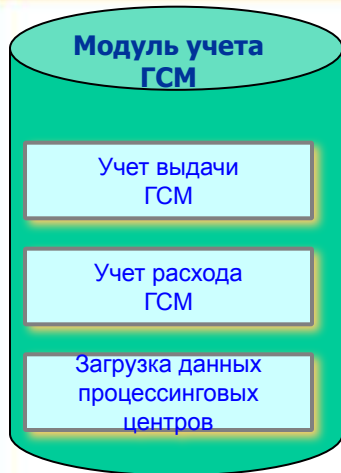 Модуль учета
ГСМ
Учет выдачи
ГСМ
Учет расхода
ГСМ
Загрузка данных
процессинговых
центров